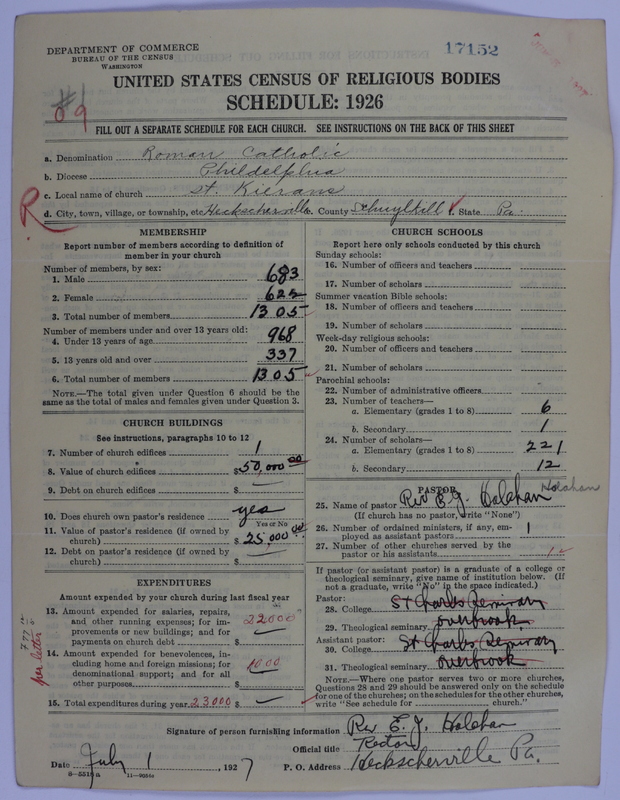 DEPARTMENT OF COMMERCE
BUREAU OF THE CENSUS
WASHINGTON
17152
UNITED STATES CENSUS OF RELIGIOUS BODIES
SCHEDULE: 1926
#1
09
FILL OUT A SEPARATE SCHEDULE FOR EACH CHURCH. SEE INSTRUCTIONS ON THE BACK OF THIS SHEET
a. Denomination Roman Catholic
b. Diocese Phildelphia
c. Local name of church St. Kierans
R
d. City, town, village, or township, etc. Heckscherville. County Schuylkill. State Pa.
MEMBERSHIP
Report number of members according to definition of
member in your church
Number of members, by sex:
1. Male 683
2. Female 622
3. Total number of members 1305
Number of members under and over 13 years old:
4. Under 13 years of age 968
5. 13 years old and over 337
6. Total number of members 1305
NOTE.—The total given under Question 6 should be the
same as the total of males and females given under Question 3.
CHURCH BUILDINGS
See instructions, paragraphs 10 to 12
7. Number of church edifices 1
8. Value of church edifices $50,000 00
9. Debt on church edifices $
10. Does church own pastor's residence yes
Yes or No
11. Value of pastor's residence (if owned by
church) $25,000 00
12. Debt on pastor's residence (if owned by
church) $
EXPENDITURES
Amount expended by your church during last fiscal year
13. Amount expended for salaries, repairs,
and other running expenses; for im-
provements or new buildings; and for
payments on church debt $ 22000
14. Amount expended for benevolences, in-
cluding home and foreign missions; for
denominational support; and for all
other purposes $ 1000
15. Total expenditures during year 23000 $
per letter
CHURCH SCHOOLS
Report here only schools conducted by this church
Sunday schools:
16. Number of officers and teachers
17. Number of scholars
Summer vacation Bible schools:
18. Number of officers and teachers
19. Number of scholars
Week-day religious schools:
20. Number of officers and teachers
21. Number of scholars
Parochial schools:
22. Number of administrative officers
23. Number of teachers—
a. Elementary (grades 1 to 8) 6
b. Secondary 1
24. Number of scholars—
a. Elementary (grades 1 to 8) 221
b. Secondary 12
PASTOR
25. Name of pastor Rev E. J. Holahan Holahan
(If church has no pastor, write "None")
26. Number of ordained ministers, if any, em-
ployed as assistant pastors 1
27. Number of other churches served by the
pastor or his assistants 1
If pastor (or assistant pastor) is a graduate of a college or
theological seminary, give name of institution below. (If
not a graduate, write "No" in the space indicated.)
Pastor:
28. College St Charles Seminary
29. Theological seminary Overbrook
Assistant pastor:
30. College St Charles Seminary
31. Theological seminary Overbrook
NOTE.—Where one pastor serves two or more churches,
Questions 28 and 29 should be answered only on the schedule
for one of the churches; on the schedules for the other churches,
write "See schedule for church."
Signature of person furnishing information Rev E. J. Holahan
Official title Rector
Date July 1, 1927 P. O. Address Heckscherville Pa.